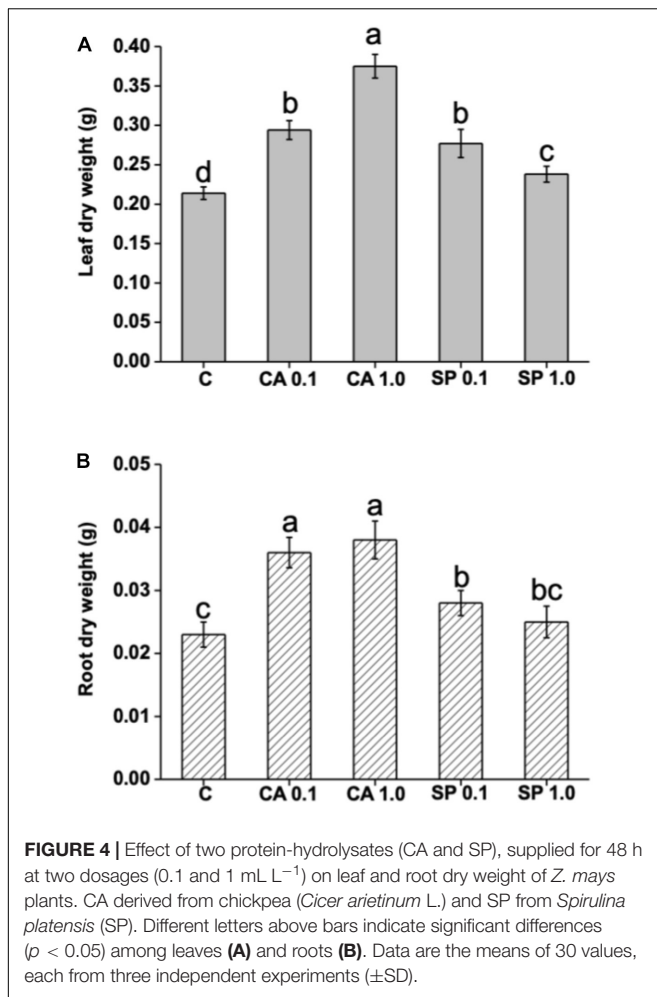 A
Leaf dry weight (g)
0.40
0.35
0.30
0.25
0.20
0.15
0.10
0.05
0.00
d
b
a
b
c
C CA 0.1 CA 1.0 SP 0.1 SP 1.0
B
Root dry weight (g)
0.05
0.04
0.03
0.02
0.01
0.00
c
a
a
b
bc
C CA 0.1 CA 1.0 SP 0.1 SP 1.0
FIGURE 4 | Effect of two protein-hydrolysates (CA and SP), supplied for 48 h
at two dosages (0.1 and 1 mL L−1) on leaf and root dry weight of Z. mays
plants. CA derived from chickpea (Cicer arietinum L.) and SP from Spirulina
platensis (SP). Different letters above bars indicate significant differences
(p < 0.05) among leaves (A) and roots (B). Data are the means of 30 values,
each from three independent experiments (±SD).